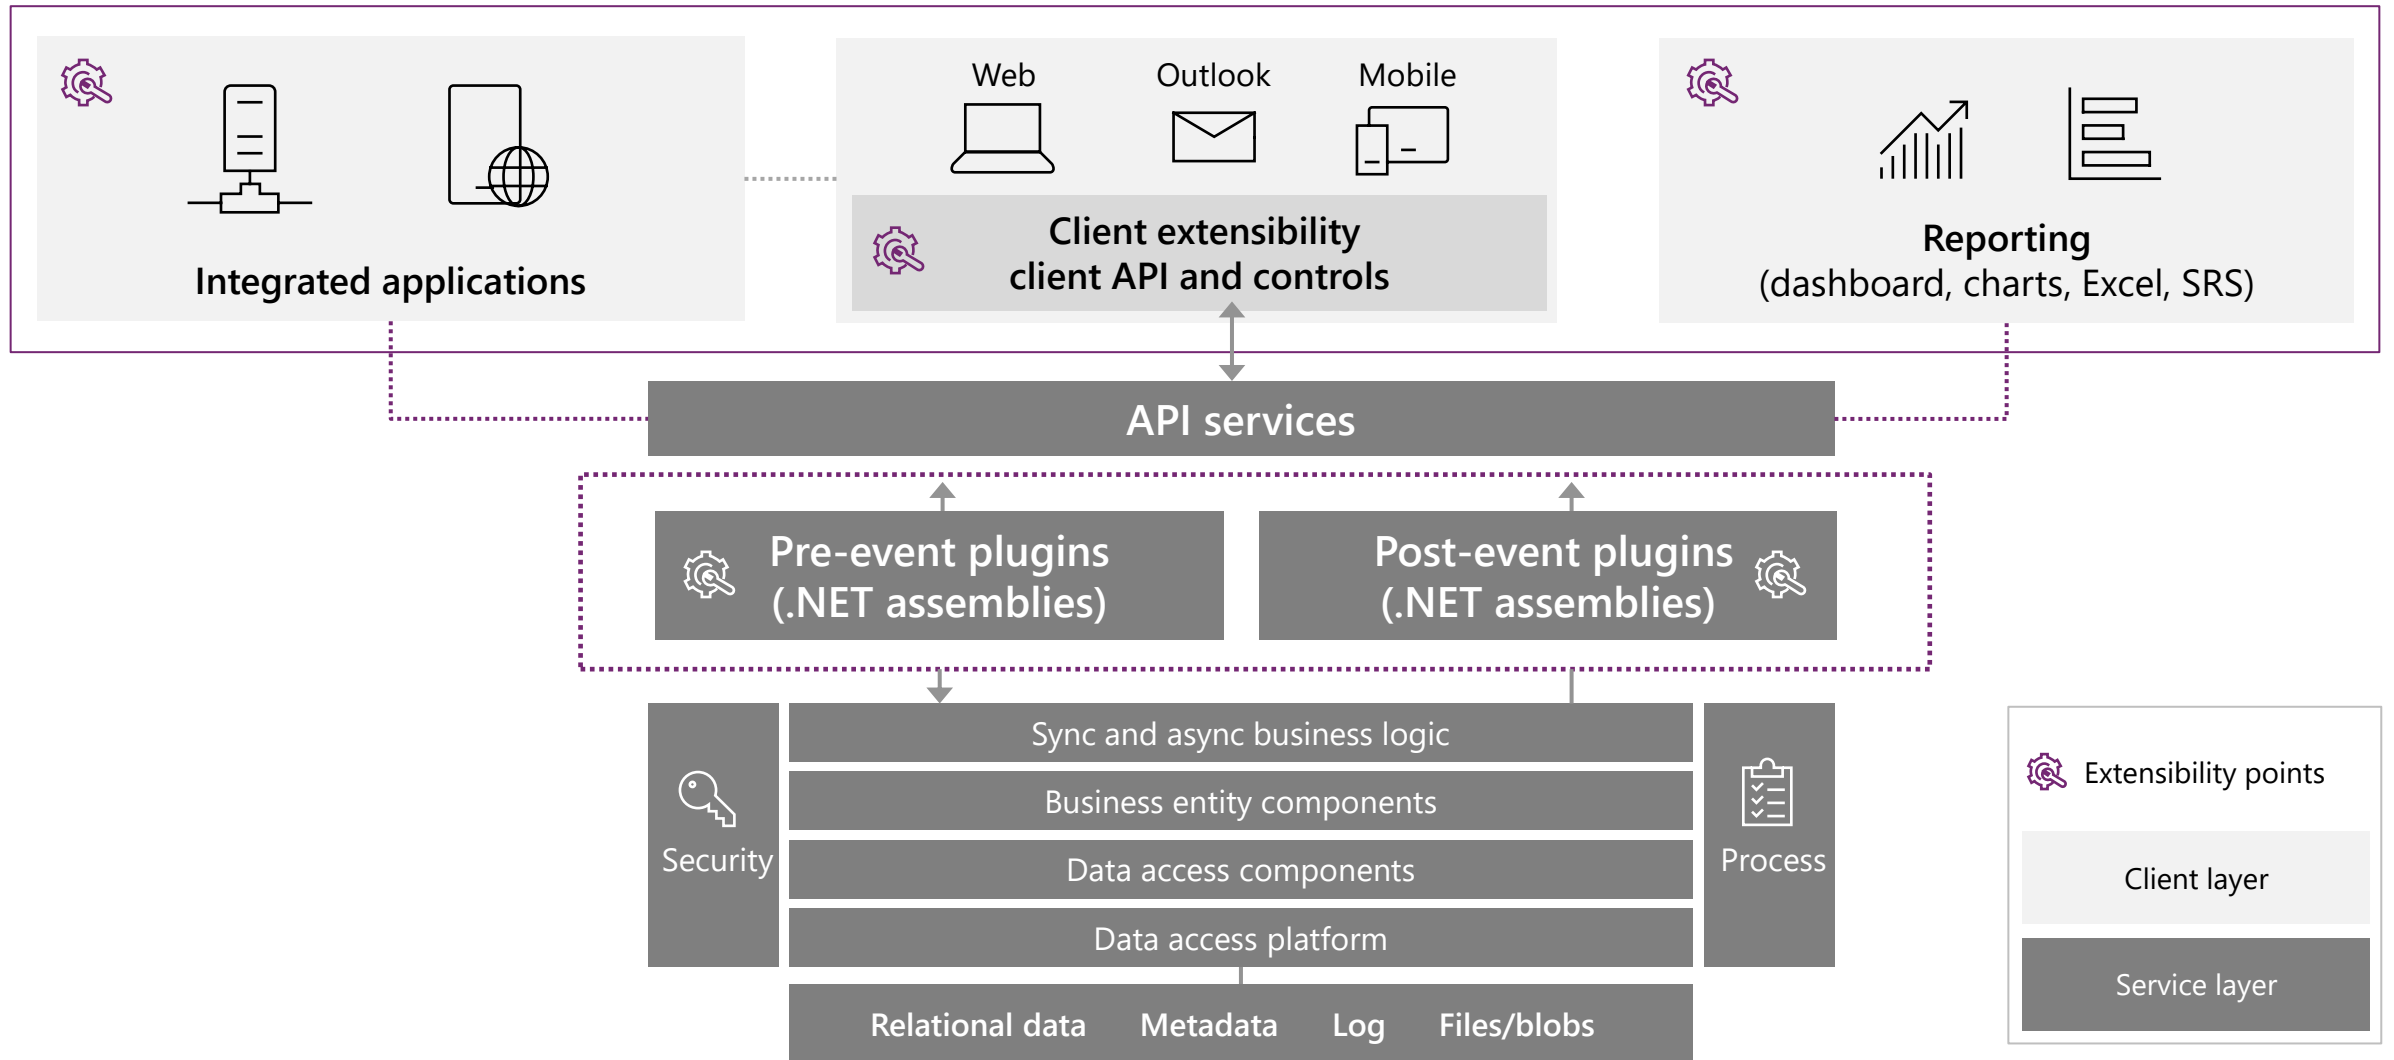 Web
Outlook
Mobile
Integrated applications
Client extensibility
client API and controls
Reporting
(dashboard, charts, Excel, SRS)
API services
Pre-event plugins
(.NET assemblies)
Post-event plugins
(.NET assemblies)
Security
Sync and async business logic
Business entity components
Data access components
Data access platform
Process
Relational data
Metadata
Log
Files/blobs
Extensibility points
Client layer
Service layer